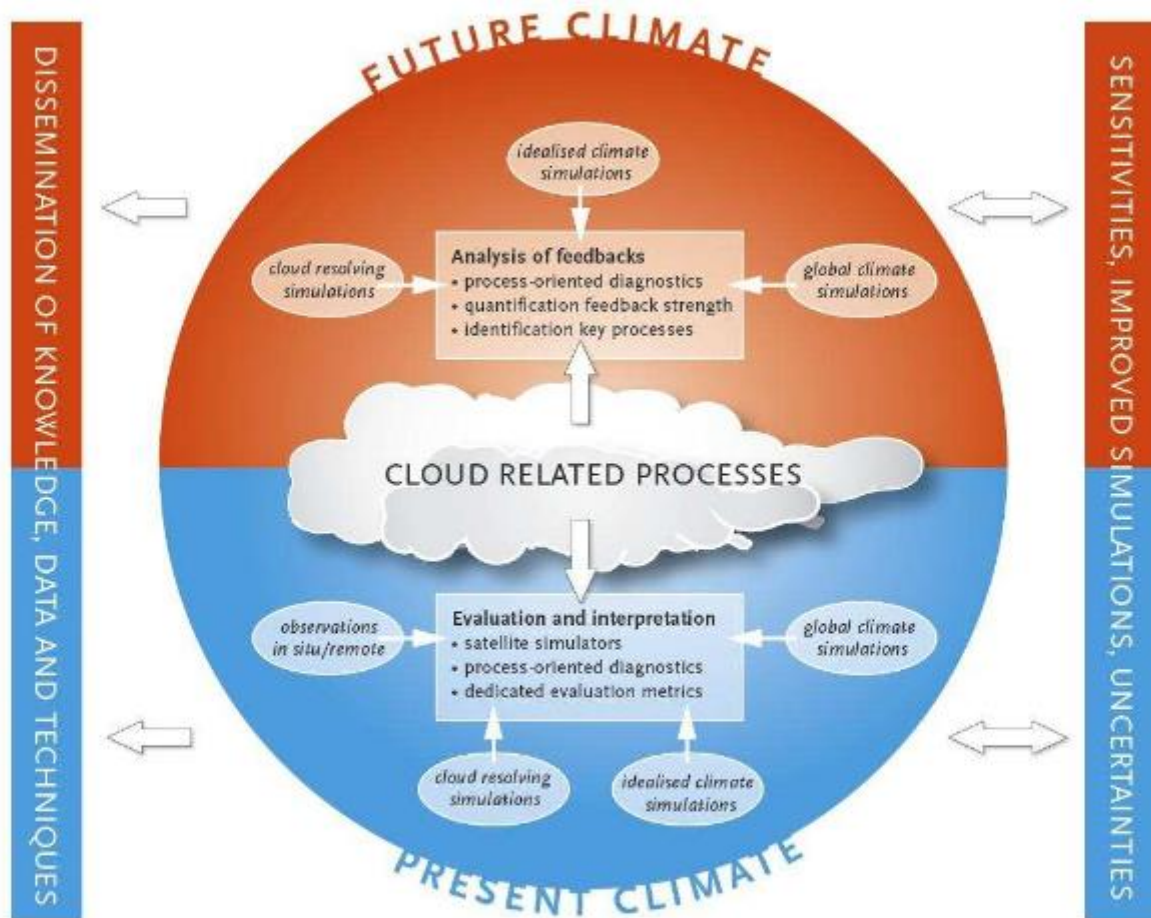 FUTURE CLIMATE
DISSEMINATION OF KNOWLEDGE, DATA AND TECHNIQUES
SENSITIVITIES, IMPROVED SIMULATIONS, UNCERTAINTIES
idealised climate
simulations
cloud resolving
simulations
Analysis of feedbacks
• process-oriented diagnostics
• quantification feedback strength
• identification key processes
global climate
simulations
CLOUD RELATED PROCESSES
observations
in situ/remote
Evaluation and interpretation
• satellite simulators
• process-oriented diagnostics
• dedicated evaluation metrics
global climate
simulations
cloud resolving
simulations
idealised climate
simulations
PRESENT CLIMATE